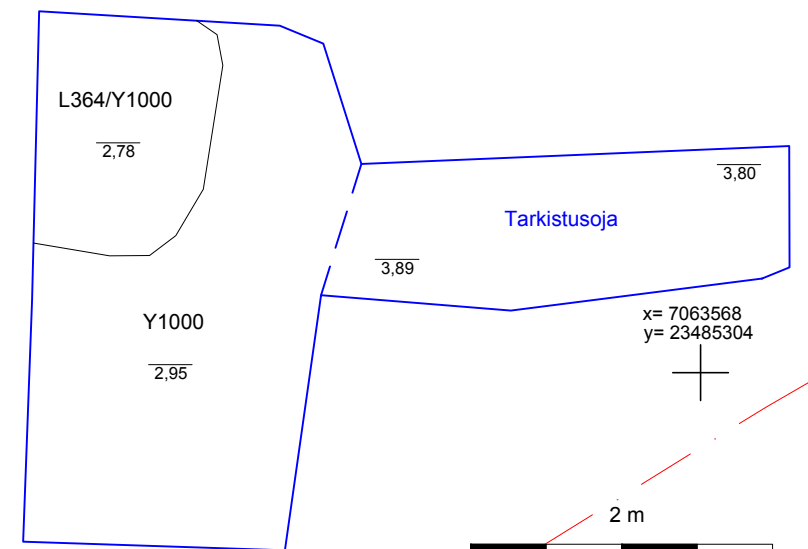 L364/Y1000
2,78
3,80
Tarkistusoja
3,89
Y1000
2,95
x= 7063568
y= 23485304
2 m